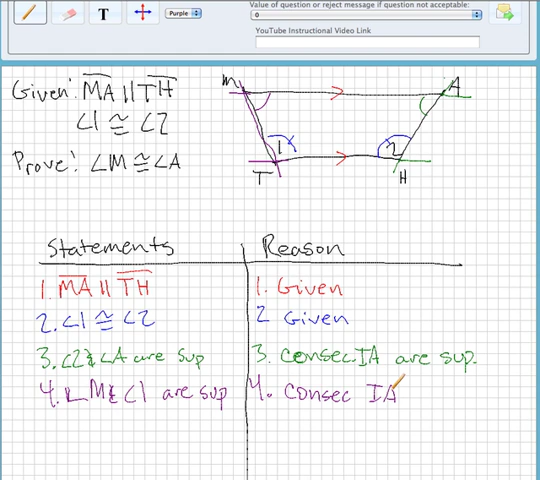 Value of question or reject message if question not acceptable:
T
Purple
0
YouTube Instructional Video Link
Given: MA || TH
∠1 ≅ ∠2
Prove: ∠M ≅ ∠A
M
A
1
2
T
H
Statements
Reason
1. MA || TH
1. Given
2. ∠1 ≅ ∠2
2 Given
3. ∠2 & ∠A are sup
3. consec. IA are sup.
4. ∠M & ∠1 are sup
4. consec IA